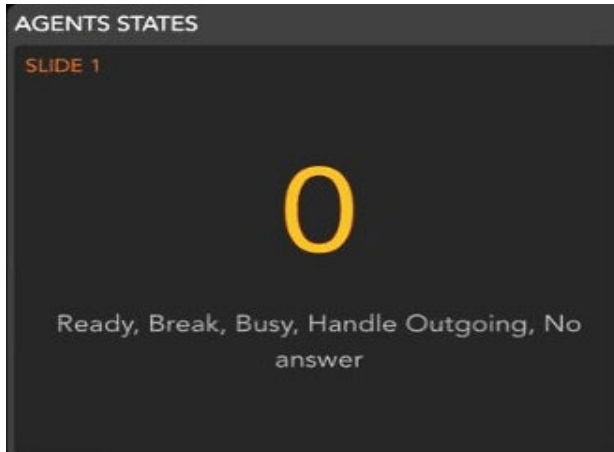 AGENTS STATES
SLIDE 1
0
Ready, Break, Busy, Handle Outgoing, No
answer